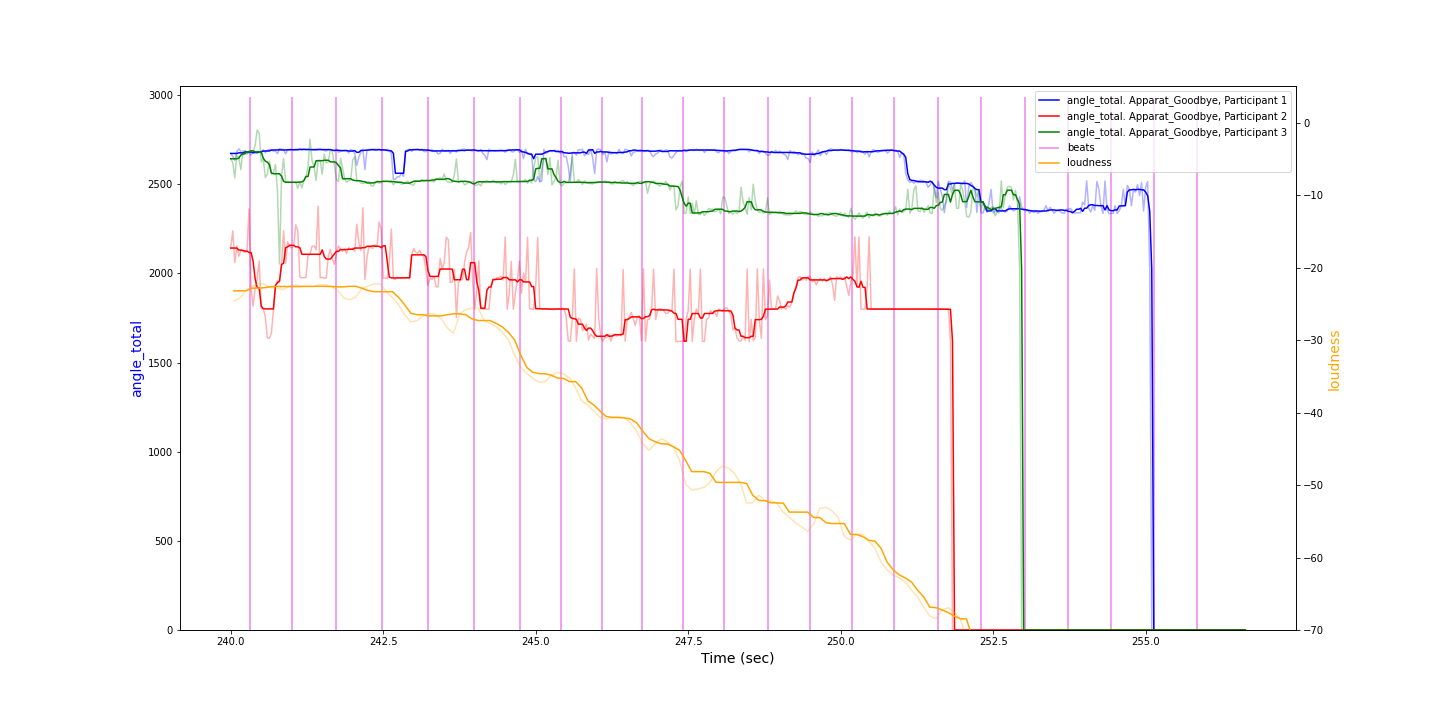 angle_total. Apparat_Goodbye, Participant 1
angle_total. Apparat_Goodbye, Participant 2
angle_total. Apparat_Goodbye, Participant 3
beats
loudness
3000
2500
2000
1500
1000
500
0
angle_total
0
−10
−20
−30
−40
−50
−60
−70
loudness
240.0 242.5 245.0 247.5 250.0 252.5 255.0
Time (sec)